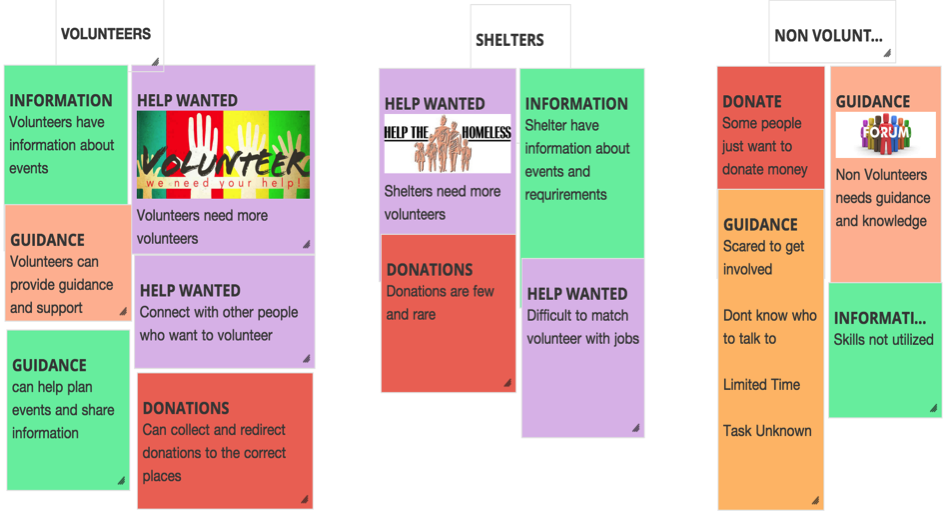 VOLUNTEERS
INFORMATION
Volunteers have
information about
events
GUIDANCE
Volunteers can
provide guidance
and support
GUIDANCE
can help plan
events and share
information
HELP WANTED
VOLUNTEER
we need your help!
Volunteers need more
volunteers
HELP WANTED
Connect with other people
who want to volunteer
DONATIONS
Can collect and redirect
donations to the correct
places
SHELTERS
HELP WANTED
HELP THE HOMELESS
Shelters need more
volunteers
DONATIONS
Donations are few
and rare
INFORMATION
Shelter have
information about
events and
requrirements
HELP WANTED
Difficult to match
volunteer with jobs
NON VOLUNT...
DONATE
Some people
just want to
donate money
GUIDANCE
Scared to get
involved
Dont know who
to talk to
Limited Time
Task Unknown
GUIDANCE
FORUM
Non Volunteers
needs guidance
and knowledge
INFORMATI...
Skills not utilized